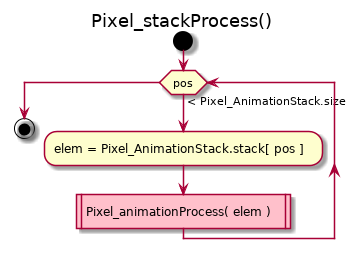 Pixel_stackProcess()
pos
< Pixel_AnimationStack.size
elem = Pixel_AnimationStack.stack[ pos ]
Pixel_animationProcess( elem )